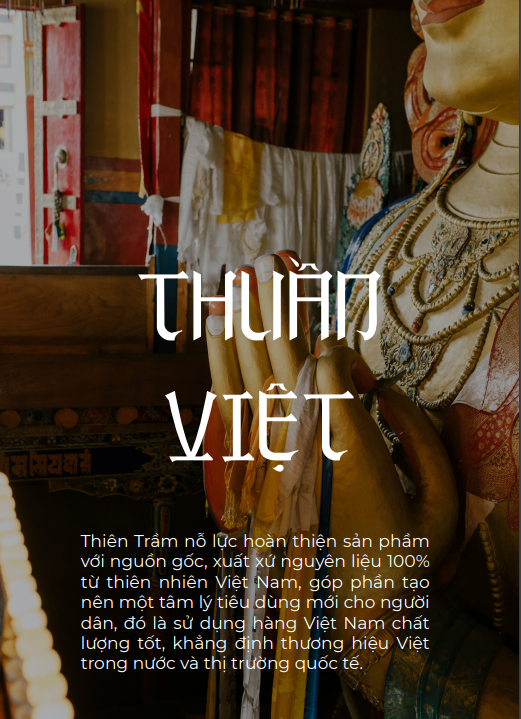 THUẦN
VIỆT
Thiên Trầm nỗ lực hoàn thiện sản phẩm
với nguồn gốc, xuất xứ nguyên liệu 100%
từ thiên nhiên Việt Nam, góp phần tạo
nên một tâm lý tiêu dùng mới cho người
dân, đó là sử dụng hàng Việt Nam chất
lượng tốt, khẳng định thương hiệu Việt
trong nước và thị trường quốc tế.